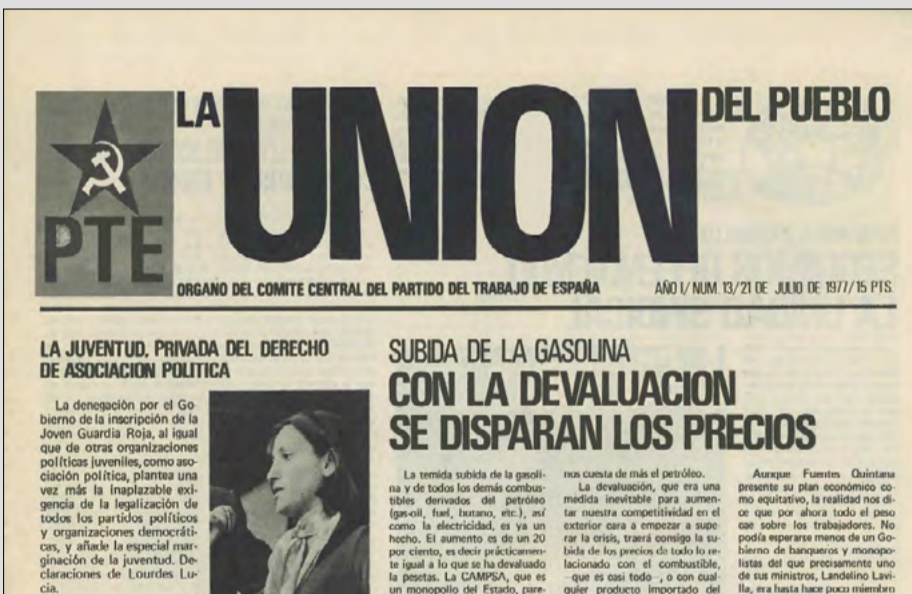 LA UNION DEL PUEBLO
PTE
ORGANO DEL COMITE CENTRAL DEL PARTIDO DEL TRABAJO DE ESPAÑA
AÑO I/ NUM. 13/21 DE JULIO DE 1977/15 PTS.
LA JUVENTUD, PRIVADA DEL DERECHO
DE ASOCIACION POLITICA
La denegación por el Go-
bierno de la inscripción de la
Joven Guardia Roja, al igual
que de otras organizaciones
políticas juveniles, como aso-
ciación política, plantea una
vez más la inaplazable exi-
gencia de la legalización de
todos los partidos políticos
y organizaciones democráti-
cas, y añade la especial mar-
ginación de la juventud. De-
claraciones de Lourdes Lu-
cia.
SUBIDA DE LA GASOLINA
CON LA DEVALUACION
SE DISPARAN LOS PRECIOS
La temida subida de la gasoli-
na y de todos los demás combus-
tibles derivados del petróleo
(gas-oil, fuel, butano, etc.), así
como la electricidad, es ya un
hecho. El aumento es de un 20
por ciento, es decir prácticamen-
te igual a lo que se ha devaluado
la pesetas. La CAMPSA, que es
un monopolio del Estado, pare-
nos cuesta de más el petróleo.
La devaluación, que era una
medida inevitable para aumen-
tar nuestra competitividad en el
exterior cara a empezar a supe-
rar la crisis, traerá consigo la su-
bida de los precios de todo lo re-
lacionado con el combustible,
—que es casi todo—, o con cual-
quier producto importado del
Aunque Fuentes Quintana
presente su plan económico co-
mo equitativo, la realidad nos di-
ce que por ahora todo el peso
cae sobre los trabajadores. No
podía esperarse menos de un Go-
bierno de banqueros y monopo-
listas del que precisamente uno
de sus ministros, Landelino Lavi-
lla, era hasta hace poco miembro